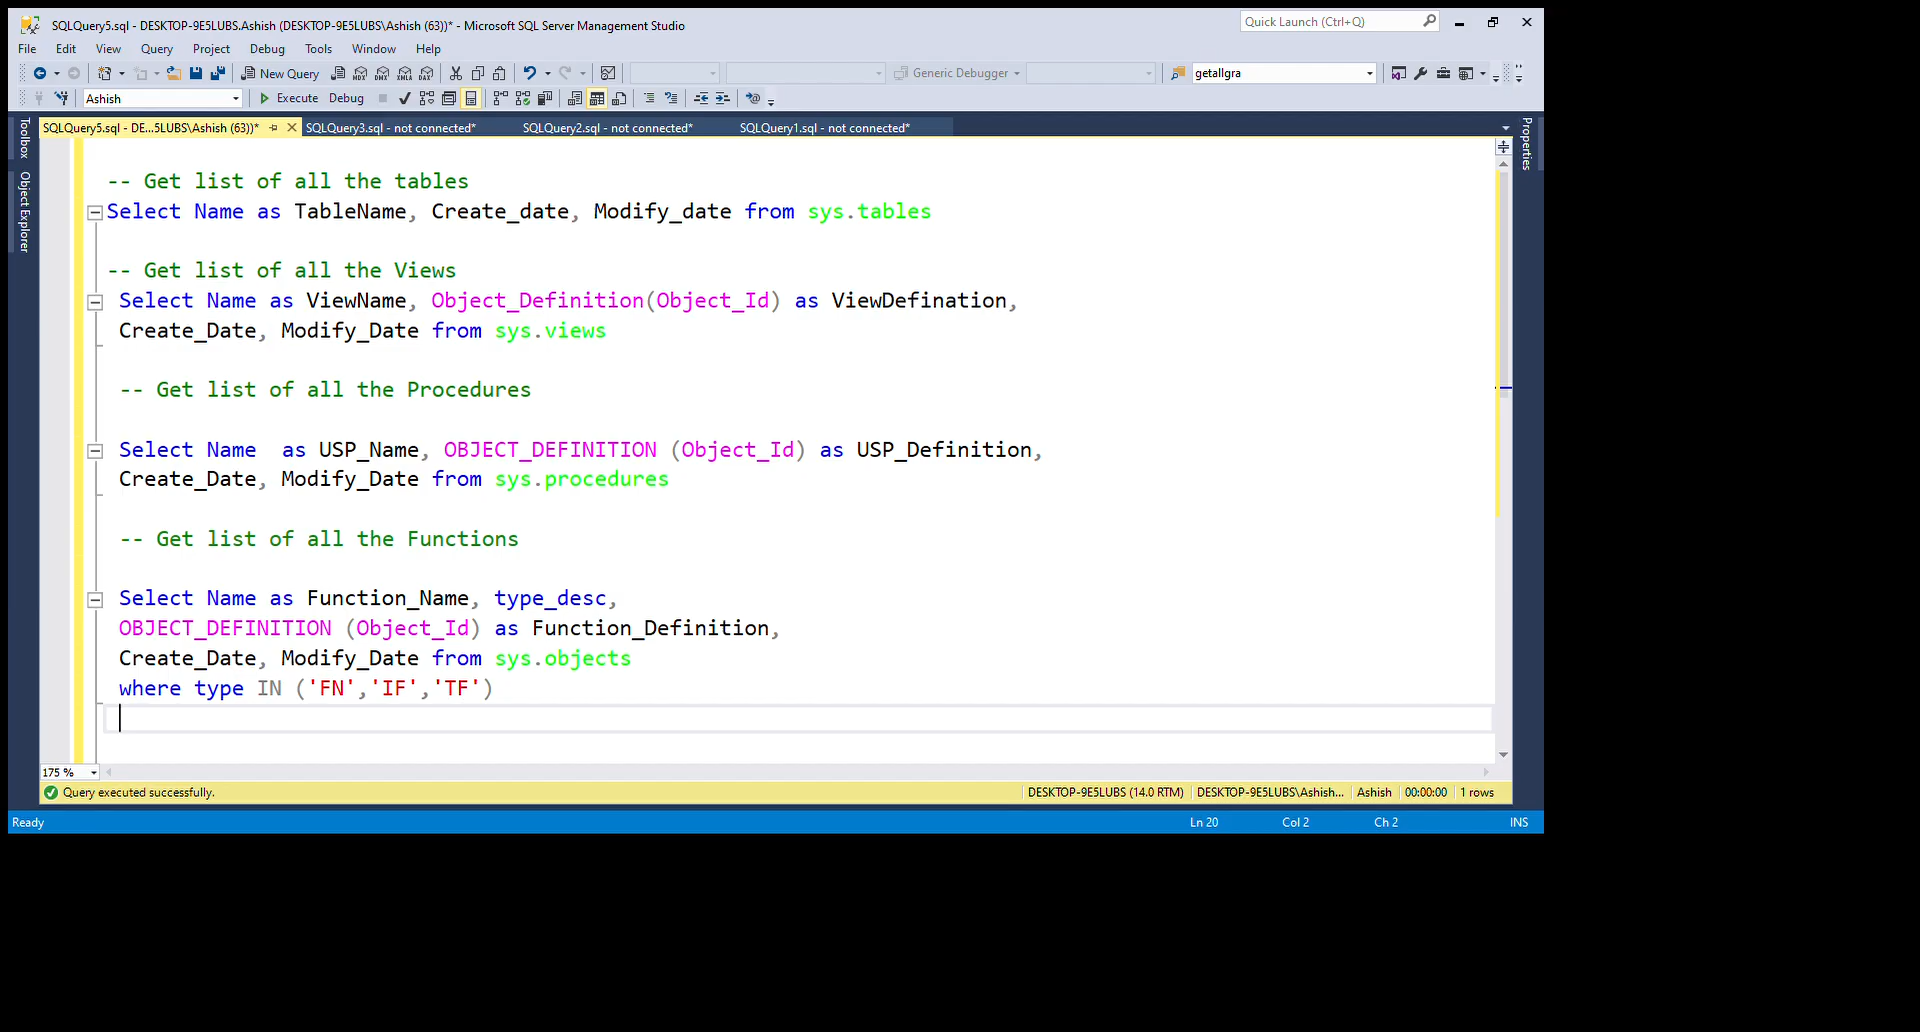 SQLQuery5.sql - DESKTOP-9E5LUBS.Ashish (DESKTOP-9E5LUBS\Ashish (63))* - Microsoft SQL Server Management Studio
Quick Launch (Ctrl+Q)
File Edit View Query Project Debug Tools Window Help
New Query MDX DMX XMLA DAX Generic Debugger getallgra
Ashish Execute Debug
SQLQuery5.sql - DE...5LUBS\Ashish (63))* SQLQuery3.sql - not connected* SQLQuery2.sql - not connected* SQLQuery1.sql - not connected*
Toolbox
Object Explorer
Properties
-- Get list of all the tables
Select Name as TableName, Create_date, Modify_date from sys.tables
-- Get list of all the Views
Select Name as ViewName, Object_Definition(Object_Id) as ViewDefination,
Create_Date, Modify_Date from sys.views
-- Get list of all the Procedures
Select Name  as USP_Name, OBJECT_DEFINITION (Object_Id) as USP_Definition,
Create_Date, Modify_Date from sys.procedures
-- Get list of all the Functions
Select Name as Function_Name, type_desc,
OBJECT_DEFINITION (Object_Id) as Function_Definition,
Create_Date, Modify_Date from sys.objects
where type IN ('FN','IF','TF')
175 %
Query executed successfully. DESKTOP-9E5LUBS (14.0 RTM) DESKTOP-9E5LUBS\Ashish... Ashish 00:00:00 1 rows
Ready Ln 20 Col 2 Ch 2 INS